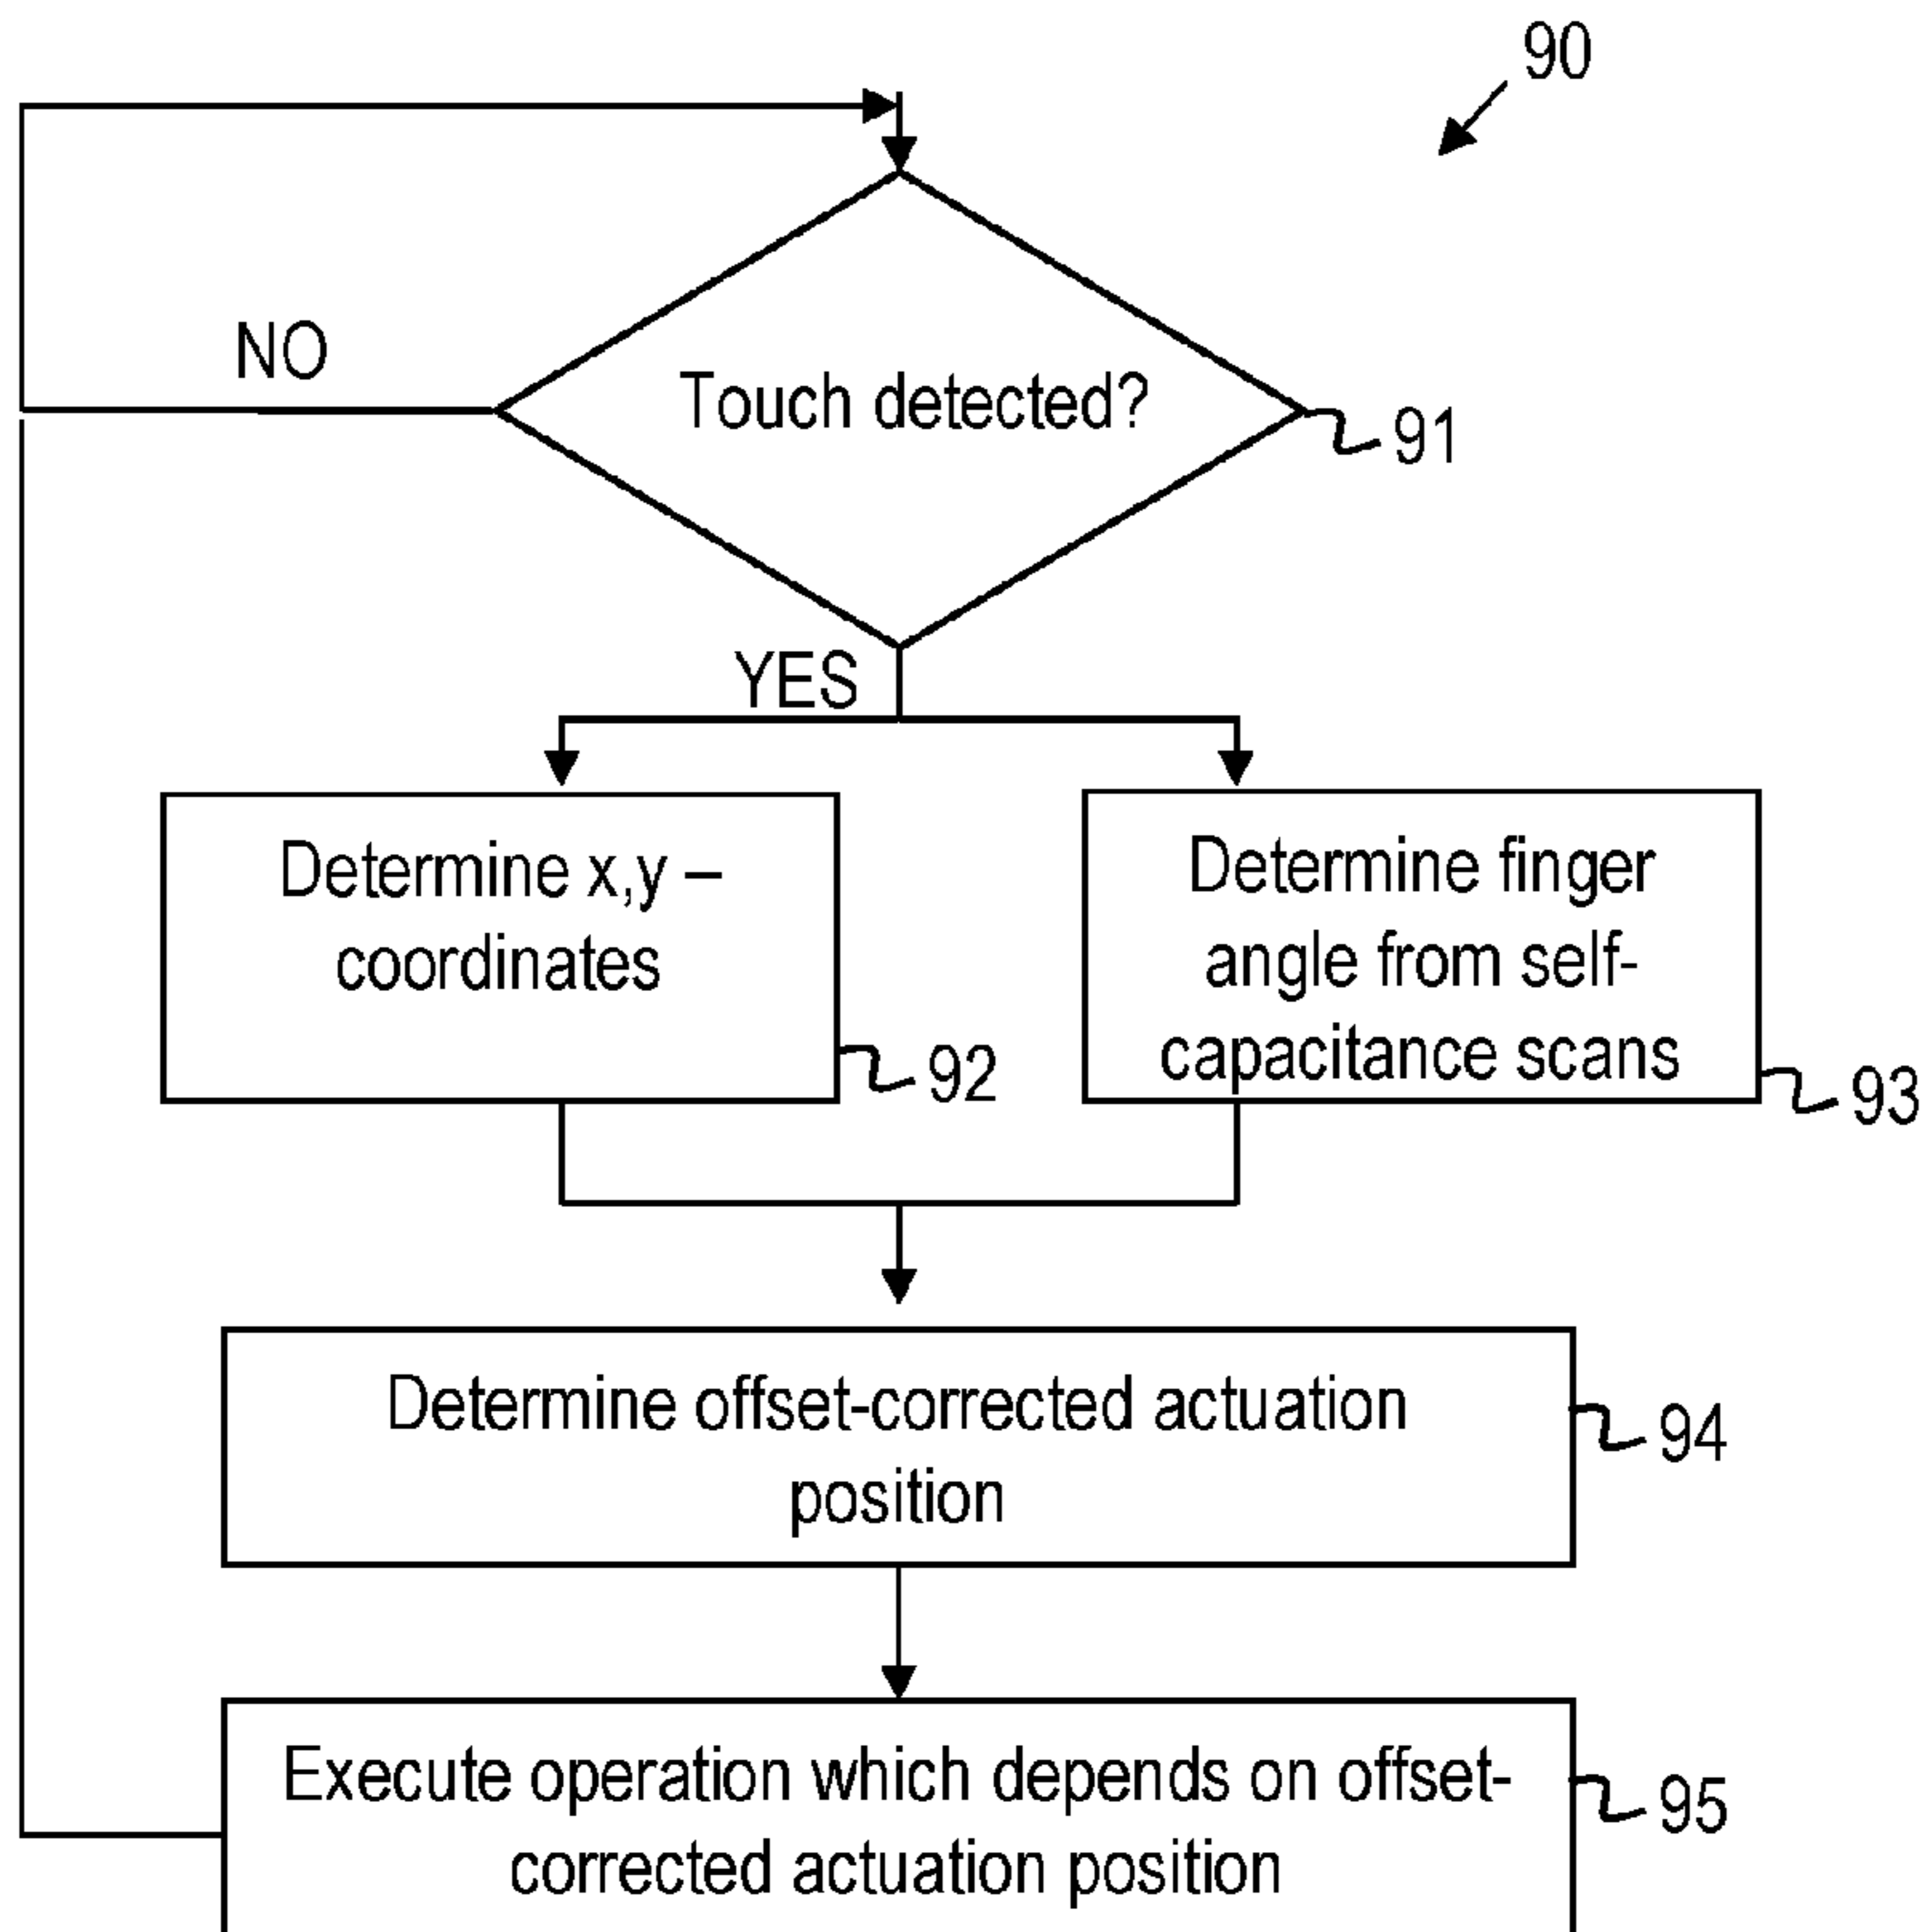 90
NO
Touch detected?
91
YES
Determine x,y –
coordinates
92
Determine finger
angle from self-
capacitance scans
93
Determine offset-corrected actuation
position
94
Execute operation which depends on offset-
corrected actuation position
95